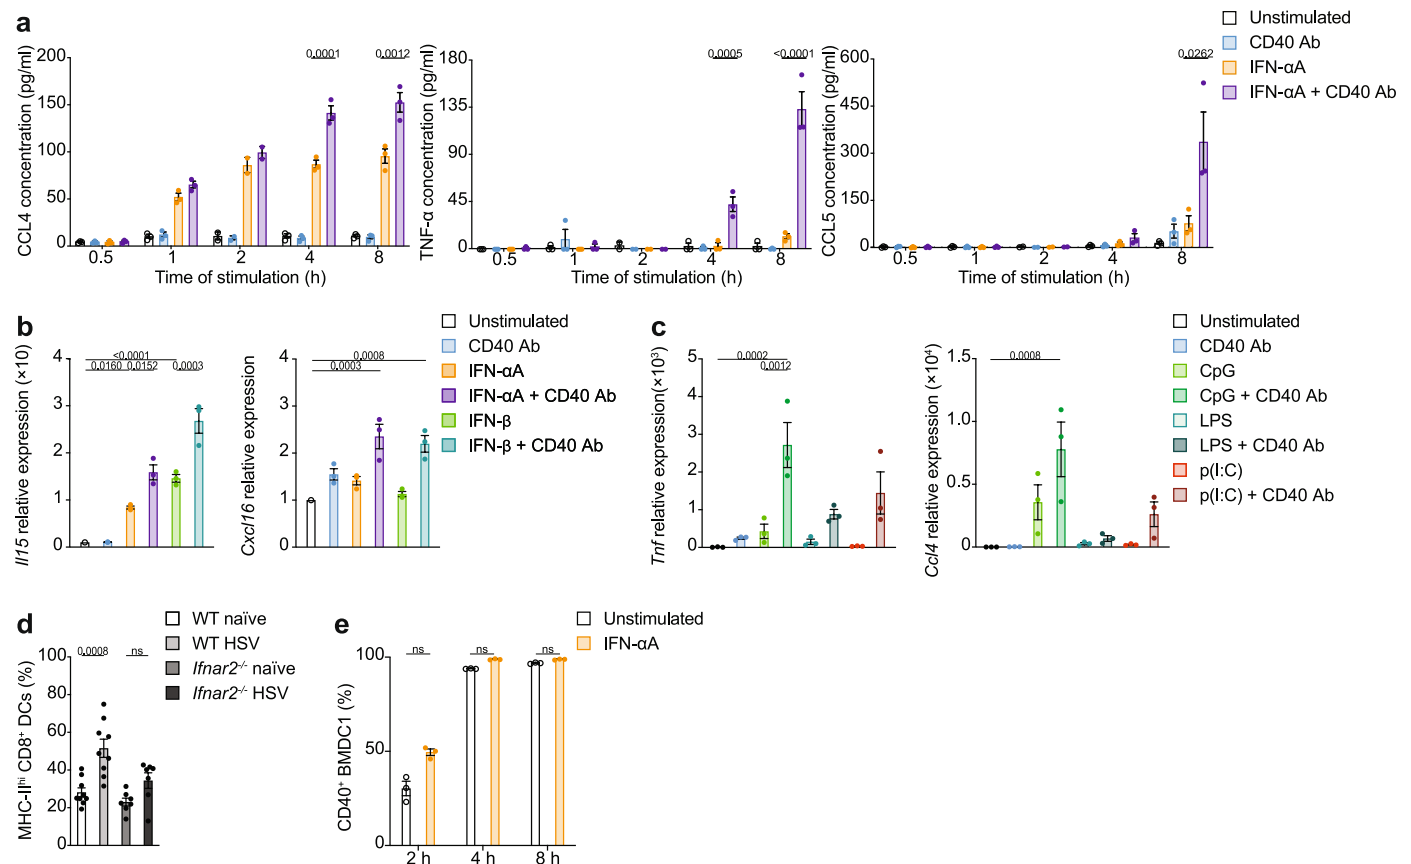 a
Unstimulated
CD40 Ab
IFN-αA
IFN-αA + CD40 Ab
CCL4 concentration (pg/ml)
200
150
100
50
0
0.0001
0.0012
0.5
1
2
4
8
Time of stimulation (h)
TNF-α concentration (pg/ml)
180
135
90
45
0
0.0005
<0.0001
0.5
1
2
4
8
Time of stimulation (h)
CCL5 concentration (pg/ml)
600
450
300
150
0
0.0262
0.5
1
2
4
8
Time of stimulation (h)
b
Unstimulated
CD40 Ab
IFN-αA
IFN-αA + CD40 Ab
IFN-β
IFN-β + CD40 Ab
Il15 relative expression (×10)
4
3
2
1
0
<0.0001
0.0160
0.0152
0.0003
Cxcl16 relative expression
4
3
2
1
0
0.0008
0.0003
c
Unstimulated
CD40 Ab
CpG
CpG + CD40 Ab
LPS
LPS + CD40 Ab
p(I:C)
p(I:C) + CD40 Ab
Tnf relative expression(×10³)
5
4
3
2
1
0
0.0002
0.0012
Ccl4 relative expression (×10⁴)
1.5
1.0
0.5
0
0.0008
d
WT naïve
WT HSV
Ifnar2⁻/⁻ naïve
Ifnar2⁻/⁻ HSV
MHC-IIʰⁱ CD8⁺ DCs (%)
100
80
60
40
20
0
0.0008
ns
e
Unstimulated
IFN-αA
CD40⁺ BMDC1 (%)
100
50
0
ns
ns
ns
2 h
4 h
8 h